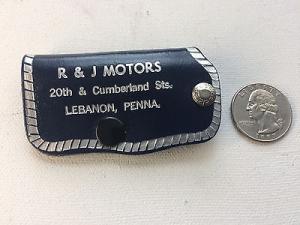 R & J MOTORS
20th & Cumberland Sts.
LEBANON, PENNA.